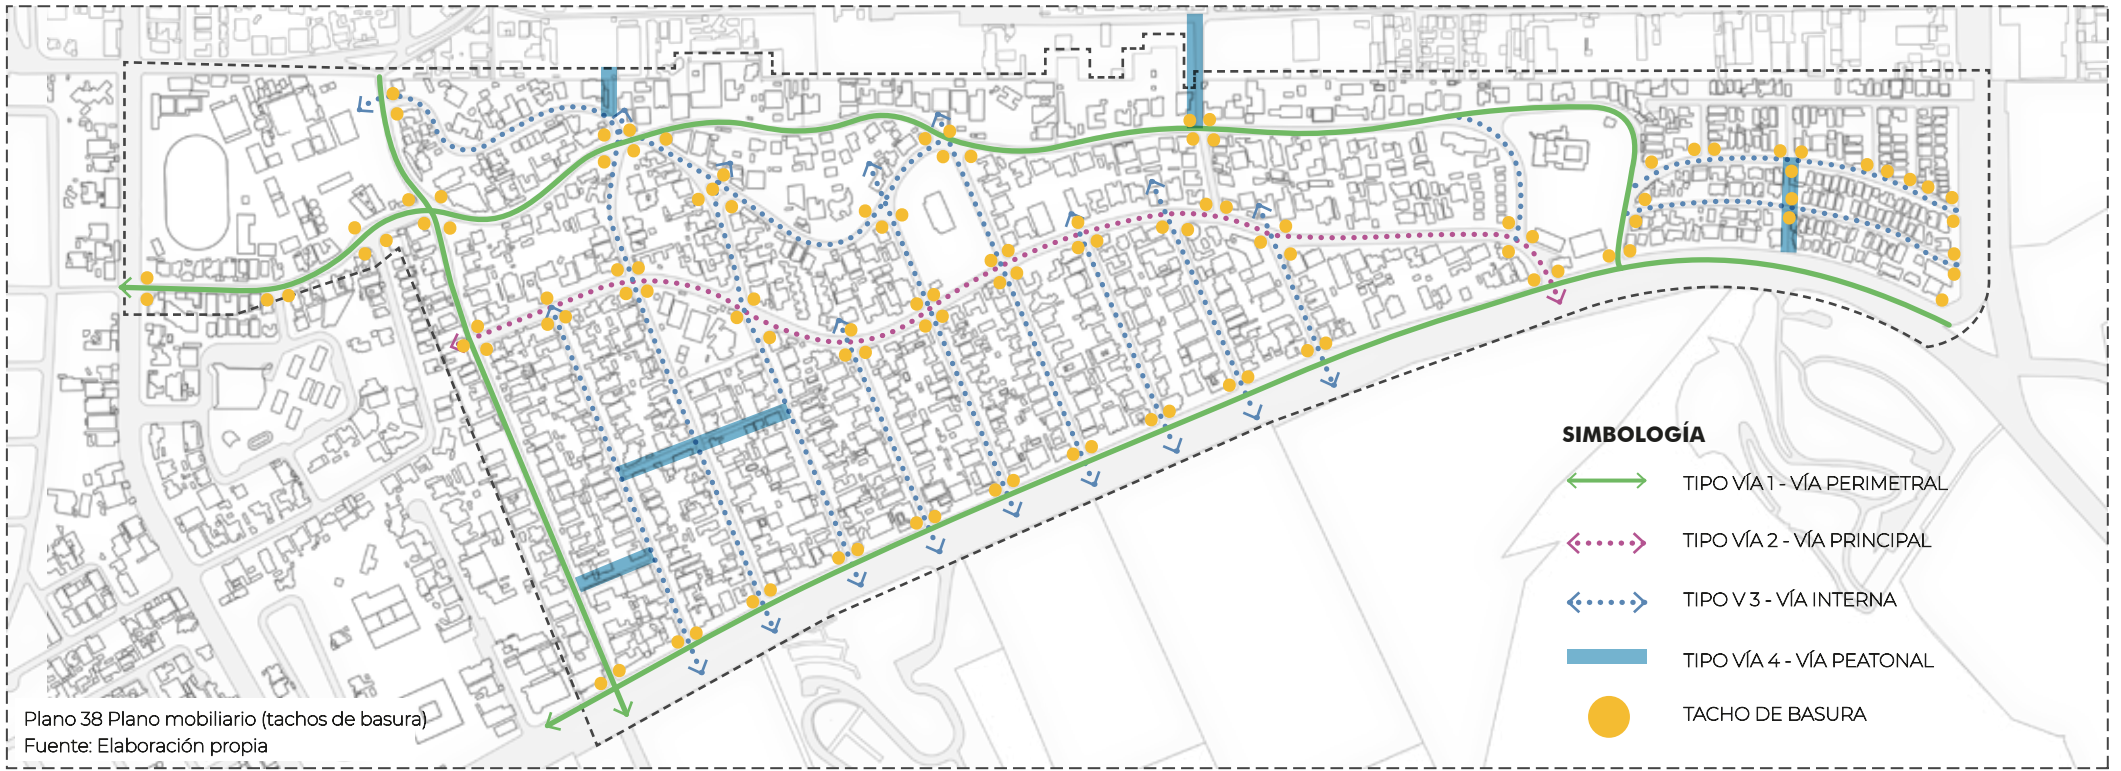 SIMBOLOGÍA
TIPO VÍA 1 - VÍA PERIMETRAL
TIPO VÍA 2 - VÍA PRINCIPAL
TIPO V 3 - VÍA INTERNA
TIPO VÍA 4 - VÍA PEATONAL
TACHO DE BASURA
Plano 38 Plano mobiliario (tachos de basura)
Fuente: Elaboración propia